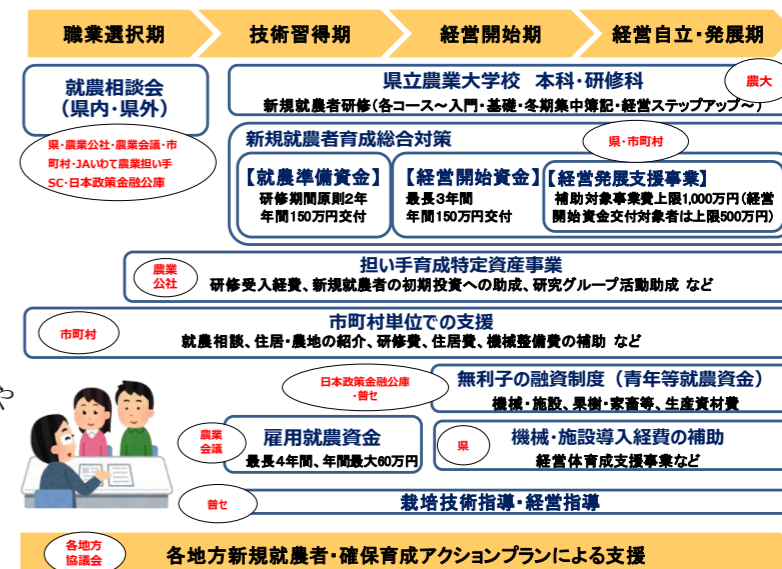 職業選択期
技術習得期
経営開始期
経営自立・発展期
就農相談会
(県内・県外)
県・農業公社・農業会議・市
町村・JAいわて農業担い手
SC・日本政策金融公庫
県立農業大学校 本科・研修科
新規就農者研修(各コース～入門・基礎・冬期集中簿記・経営ステップアップ～)
農大
新規就農者育成総合対策
県・市町村
【就農準備資金】
研修期間原則2年
年間150万円交付
【経営開始資金】
最長3年間
年間150万円交付
【経営発展支援事業】
補助対象事業費上限1,000万円(経営
開始資金交付対象者は上限500万円)
農業
公社
担い手育成特定資産事業
研修受入経費、新規就農者の初期投資への助成、研究グループ活動助成 など
市町村
市町村単位での支援
就農相談、住居・農地の紹介、研修費、住居費、機械整備費の補助 など
や
日本政策金融公庫
・普セ
無利子の融資制度（青年等就農資金）
機械・施設、果樹・家畜等、生産資材費
農業
会議
雇用就農資金
最長4年間、年間最大60万円
県
機械・施設導入経費の補助
経営体育成支援事業など
普セ
栽培技術指導・経営指導
各地方
協議会
各地方新規就農者・確保育成アクションプランによる支援